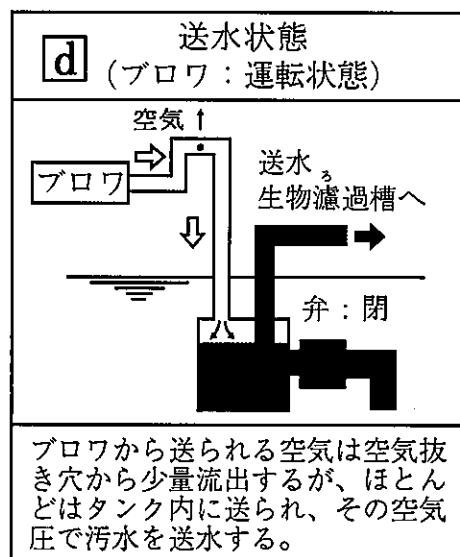 d
送水状態
(ブロワ：運転状態)
空気
ブロワ
送水
ろ
生物濾過槽へ
弁：閉
ブロワから送られる空気は空気抜
き穴から少量流出するが、ほとん
どはタンク内に送られ、その空気
圧で汚水を送水する。